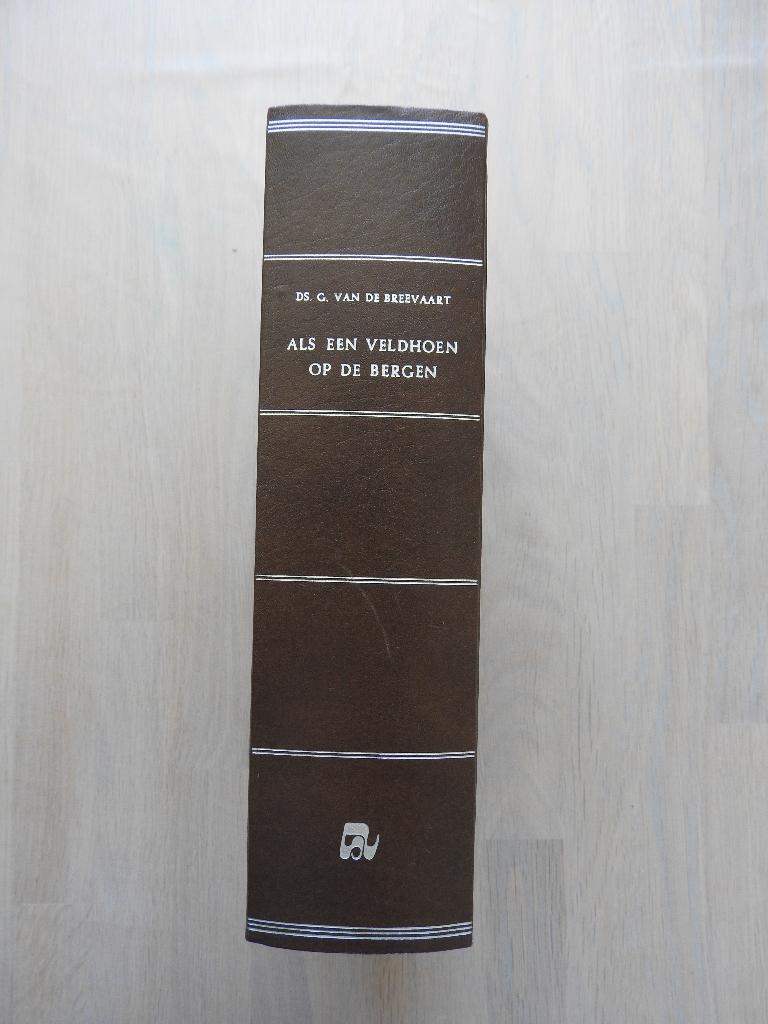 DS. G. VAN DE BREEVAART
ALS EEN VELDHOEN
OP DE BERGEN